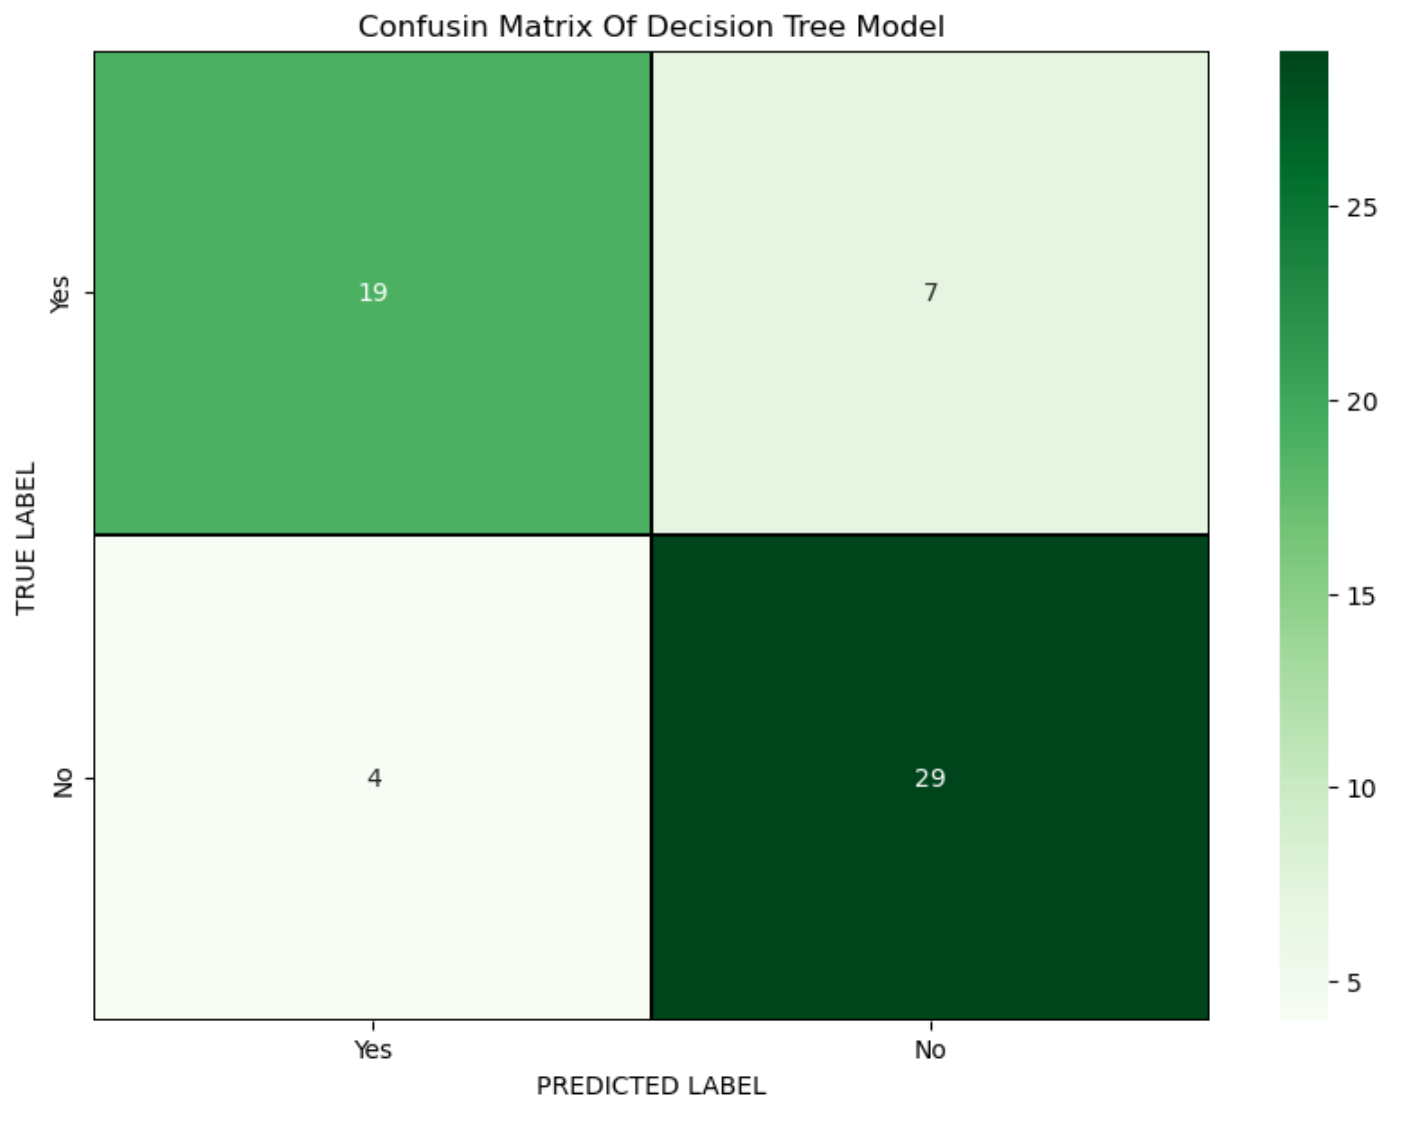 Confusin Matrix Of Decision Tree Model
TRUE LABEL
Yes
No
19
7
4
29
Yes
No
PREDICTED LABEL
25
20
15
10
5